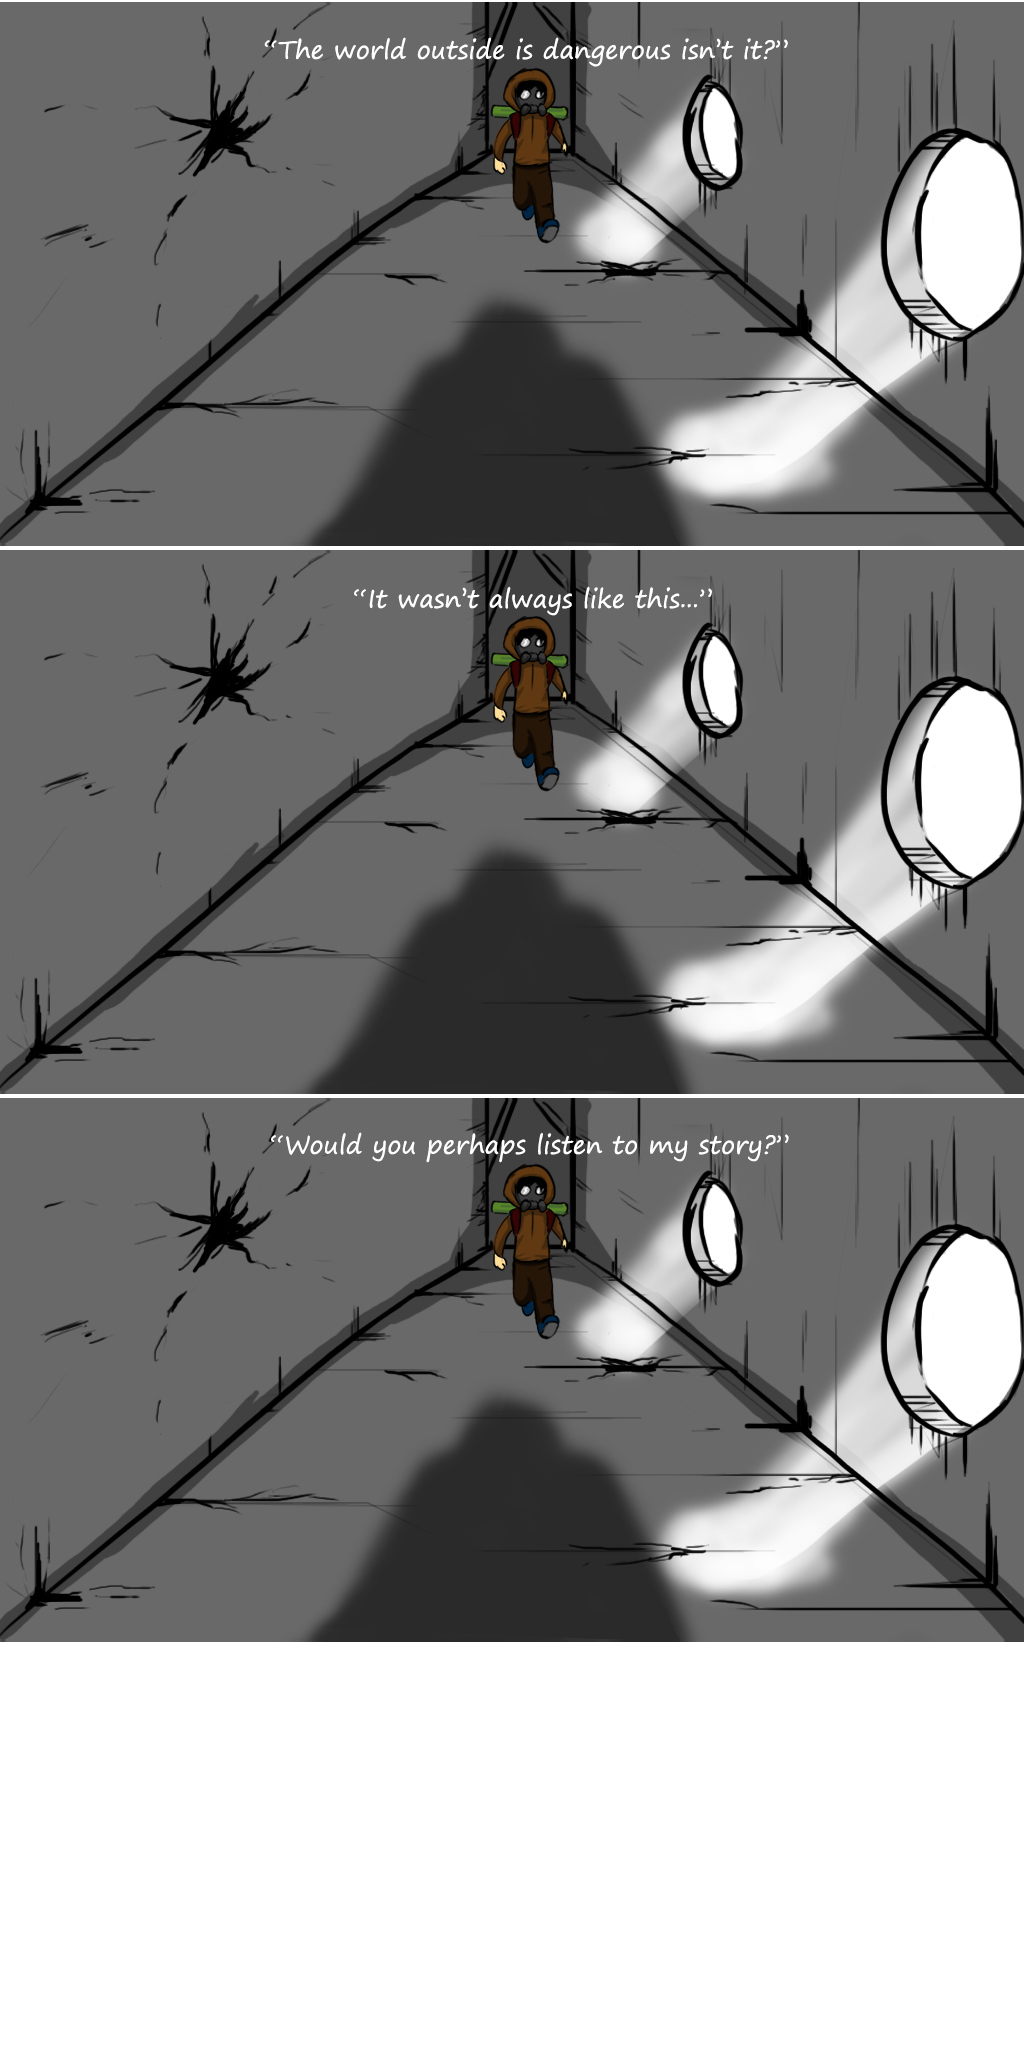 “The world outside is dangerous isn’t it?”
“It wasn’t always like this...”
“Would you perhaps listen to my story?”